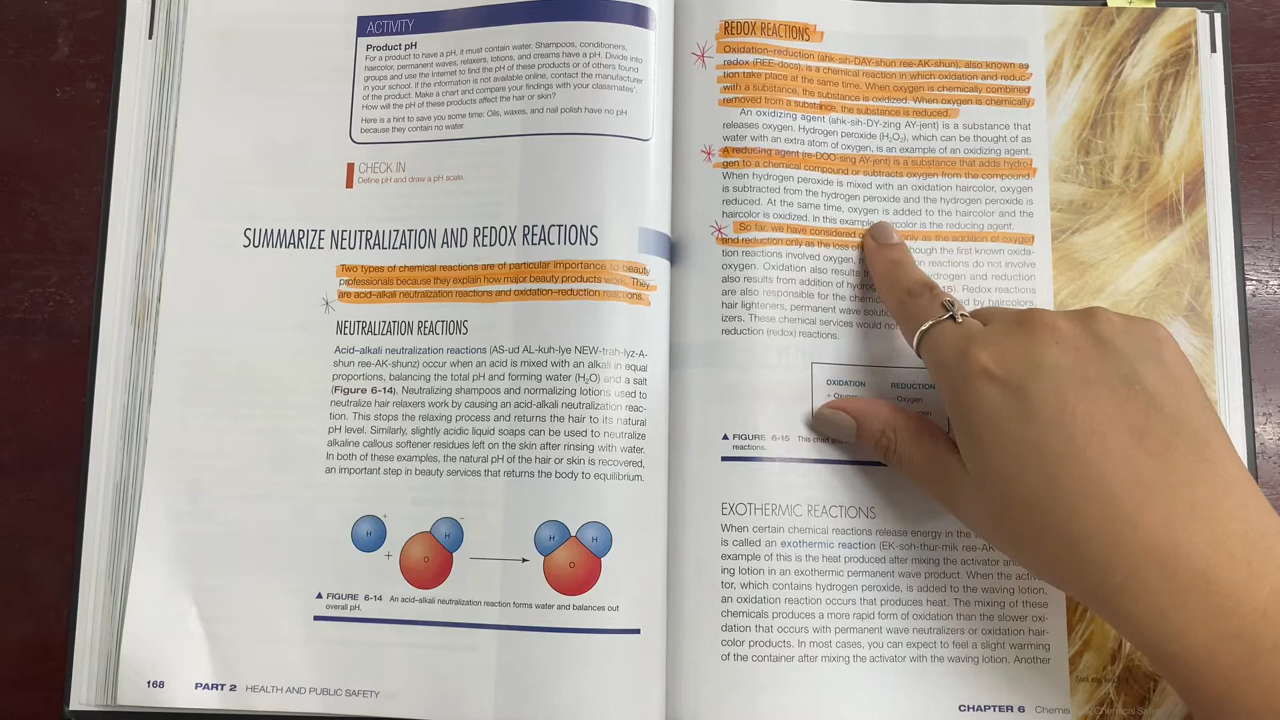 ACTIVITY
Product pH
For a product to have a pH, it must contain water. Shampoos, conditioners,
haircolor, permanent waves, relaxers, lotions, and creams have a pH. Divide into
groups and use the Internet to find the pH of these products or of others found
in your school. If the information is not available online, contact the manufacturer
of the product. Make a chart and compare your findings with your classmates'.
How will the pH of these products affect the hair or skin?
Here is a hint to save you some time: Oils, waxes, and nail polish have no pH
because they contain no water.
CHECK IN
Define pH and draw a pH scale.
SUMMARIZE NEUTRALIZATION AND REDOX REACTIONS
Two types of chemical reactions are of particular importance to beauty
professionals because they explain how major beauty products work. They
are acid–alkali neutralization reactions and oxidation–reduction reactions.
NEUTRALIZATION REACTIONS
Acid–alkali neutralization reactions (AS-ud AL-kuh-lye NEW-trah-lyz-A-
shun ree-AK-shunz) occur when an acid is mixed with an alkali in equal
proportions, balancing the total pH and forming water (H₂O) and a salt
(Figure 6-14). Neutralizing shampoos and normalizing lotions used to
neutralize hair relaxers work by causing an acid-alkali neutralization reac-
tion. This stops the relaxing process and returns the hair to its natural
pH level. Similarly, slightly acidic liquid soaps can be used to neutralize
alkaline callous softener residues left on the skin after rinsing with water.
In both of these examples, the natural pH of the hair or skin is recovered,
an important step in beauty services that returns the body to equilibrium.
H + + O H − H H O
▲ FIGURE 6-14 An acid–alkali neutralization reaction forms water and balances out
overall pH.
168 PART 2 HEALTH AND PUBLIC SAFETY
REDOX REACTIONS
Oxidation–reduction (ahk-sih-DAY-shun ree-AK-shun), also known as
redox (REE-docs), is a chemical reaction in which oxidation and reduc-
tion take place at the same time. When oxygen is chemically combined
with a substance, the substance is oxidized. When oxygen is chemically
removed from a substance, the substance is reduced.
An oxidizing agent (ahk-sih-DY-zing AY-jent) is a substance that
releases oxygen. Hydrogen peroxide (H₂O₂), which can be thought of as
water with an extra atom of oxygen, is an example of an oxidizing agent.
A reducing agent (re-DOO-sing AY-jent) is a substance that adds hydro-
gen to a chemical compound or subtracts oxygen from the compound.
When hydrogen peroxide is mixed with an oxidation haircolor, oxygen
is subtracted from the hydrogen peroxide and the hydrogen peroxide is
reduced. At the same time, oxygen is added to the haircolor and the
haircolor is oxidized. In this example, haircolor is the reducing agent.
So far, we have considered only as the addition of oxygen
and reduction only as the loss of though the first known oxida-
tion reactions involved oxygen, reactions do not involve
oxygen. Oxidation also results hydrogen and reduction
also results from addition of Redox reactions
are also responsible for the by haircolors,
hair lighteners, permanent wave
izers. These chemical services would not
reduction (redox) reactions.
OXIDATION REDUCTION
Oxygen
▲ FIGURE 6-15 This chart
reactions.
EXOTHERMIC REACTIONS
When certain chemical reactions release energy in the
is called an exothermic reaction (EK-soh-thur-mik
example of this is the heat produced after mixing the activator
ing lotion in an exothermic permanent wave product. When the
tor, which contains hydrogen peroxide, is added to the waving lotion,
an oxidation reaction occurs that produces heat. The mixing of these
chemicals produces a more rapid form of oxidation than the slower oxi-
dation that occurs with permanent wave neutralizers or oxidation hair-
color products. In most cases, you can expect to feel a slight warming
of the container after mixing the activator with the waving lotion. Another
CHAPTER 6